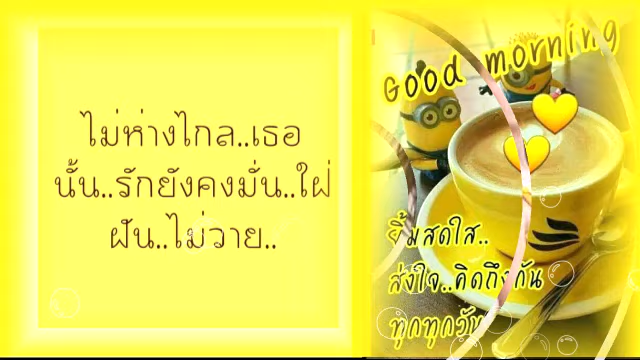 ไม่ห่างไกล..เธอ
นั้น..รักยังคงมั่น..ใฝ่
ฝัน..ไม่วาย..
Good morning
ยิ้มสดใส..
ส่งใจ..คิดถึงกัน
ทุกทุกวัน